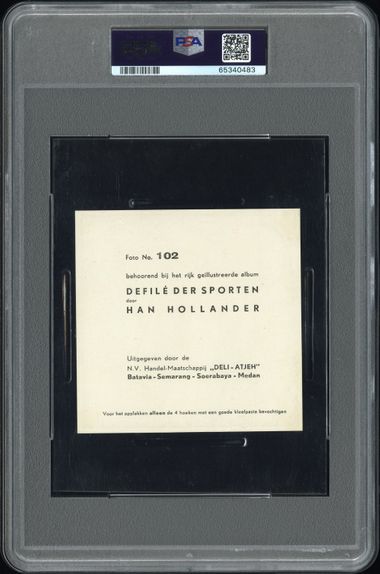 PSA
65340483
Foto No. 102
behoorend bij het rijk geïllustreerde album
DEFILÉ DER SPORTEN
door
HAN HOLLANDER
Uitgegeven door de
N.V. Handel-Maatschappij „DELI-ATJEH"
Batavia - Semarang - Soerabaya - Medan
Voor het opplakken alleen de 4 hoeken met een goede kleefpasta bevochtigen